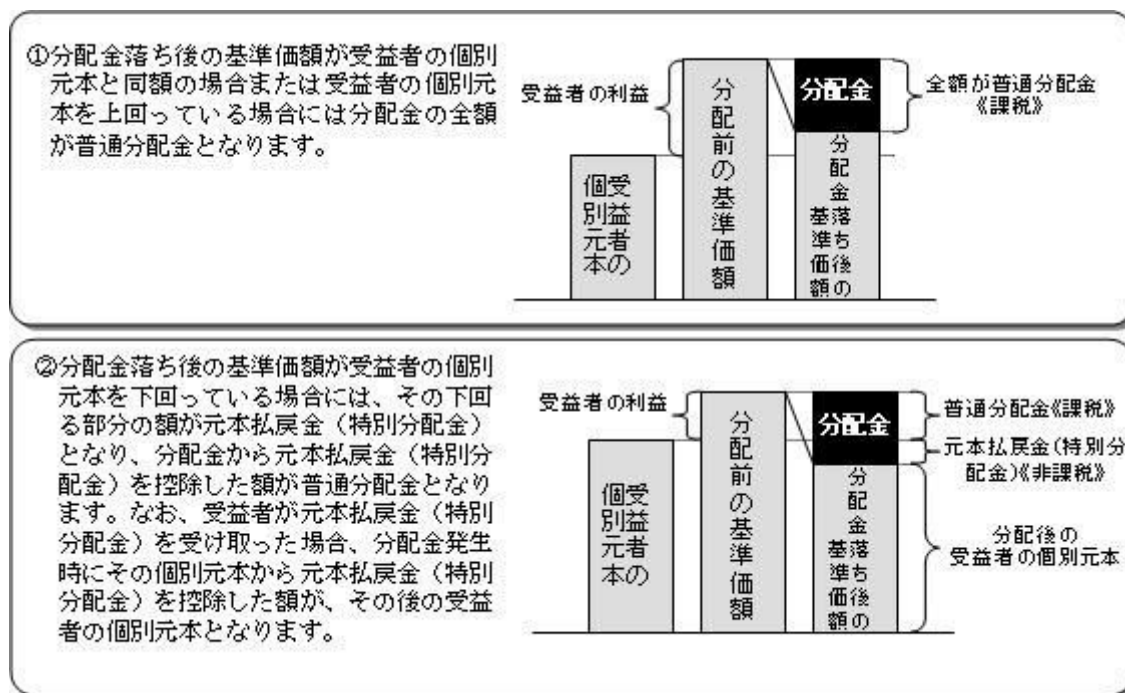 ①分配金落ち後の基準価額が受益者の個別
元本と同額の場合または受益者の個別元
本を上回っている場合には分配金の全額
が普通分配金となります。
受益者の利益
受益者の
個別元本
分配前の基準価額
分配金
分配金落ち後の
基準価額
全額が普通分配金
《課税》
②分配金落ち後の基準価額が受益者の個別
元本を下回っている場合には、その下回
る部分の額が元本払戻金（特別分配金）
となり、分配金から元本払戻金（特別分
配金）を控除した額が普通分配金となり
ます。なお、受益者が元本払戻金（特別
分配金）を受け取った場合、分配金発生
時にその個別元本から元本払戻金（特別
分配金）を控除した額が、その後の受益
者の個別元本となります。
受益者の利益
受益者の
個別元本
分配前の基準価額
分配金
分配金落ち後の
基準価額
普通分配金《課税》
元本払戻金(特別分
配金)《非課税》
分配後の
受益者の個別元本